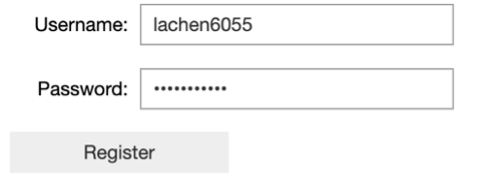 Username: lachen6055
Password: •••••••••••
Register